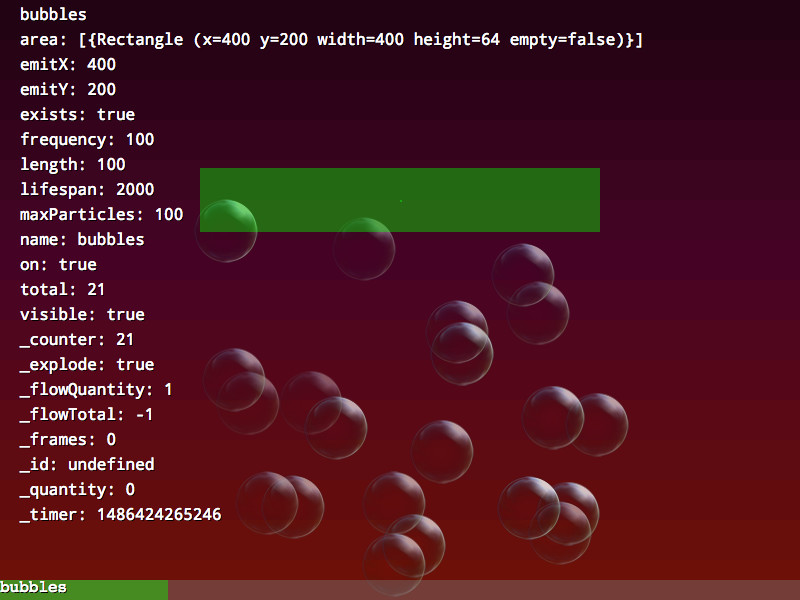 bubbles
area: [{Rectangle (x=400 y=200 width=400 height=64 empty=false)}]
emitX: 400
emitY: 200
exists: true
frequency: 100
length: 100
lifespan: 2000
maxParticles: 100
name: bubbles
on: true
total: 21
visible: true
_counter: 21
_explode: true
_flowQuantity: 1
_flowTotal: -1
_frames: 0
_id: undefined
_quantity: 0
_timer: 1486424265246
bubbles